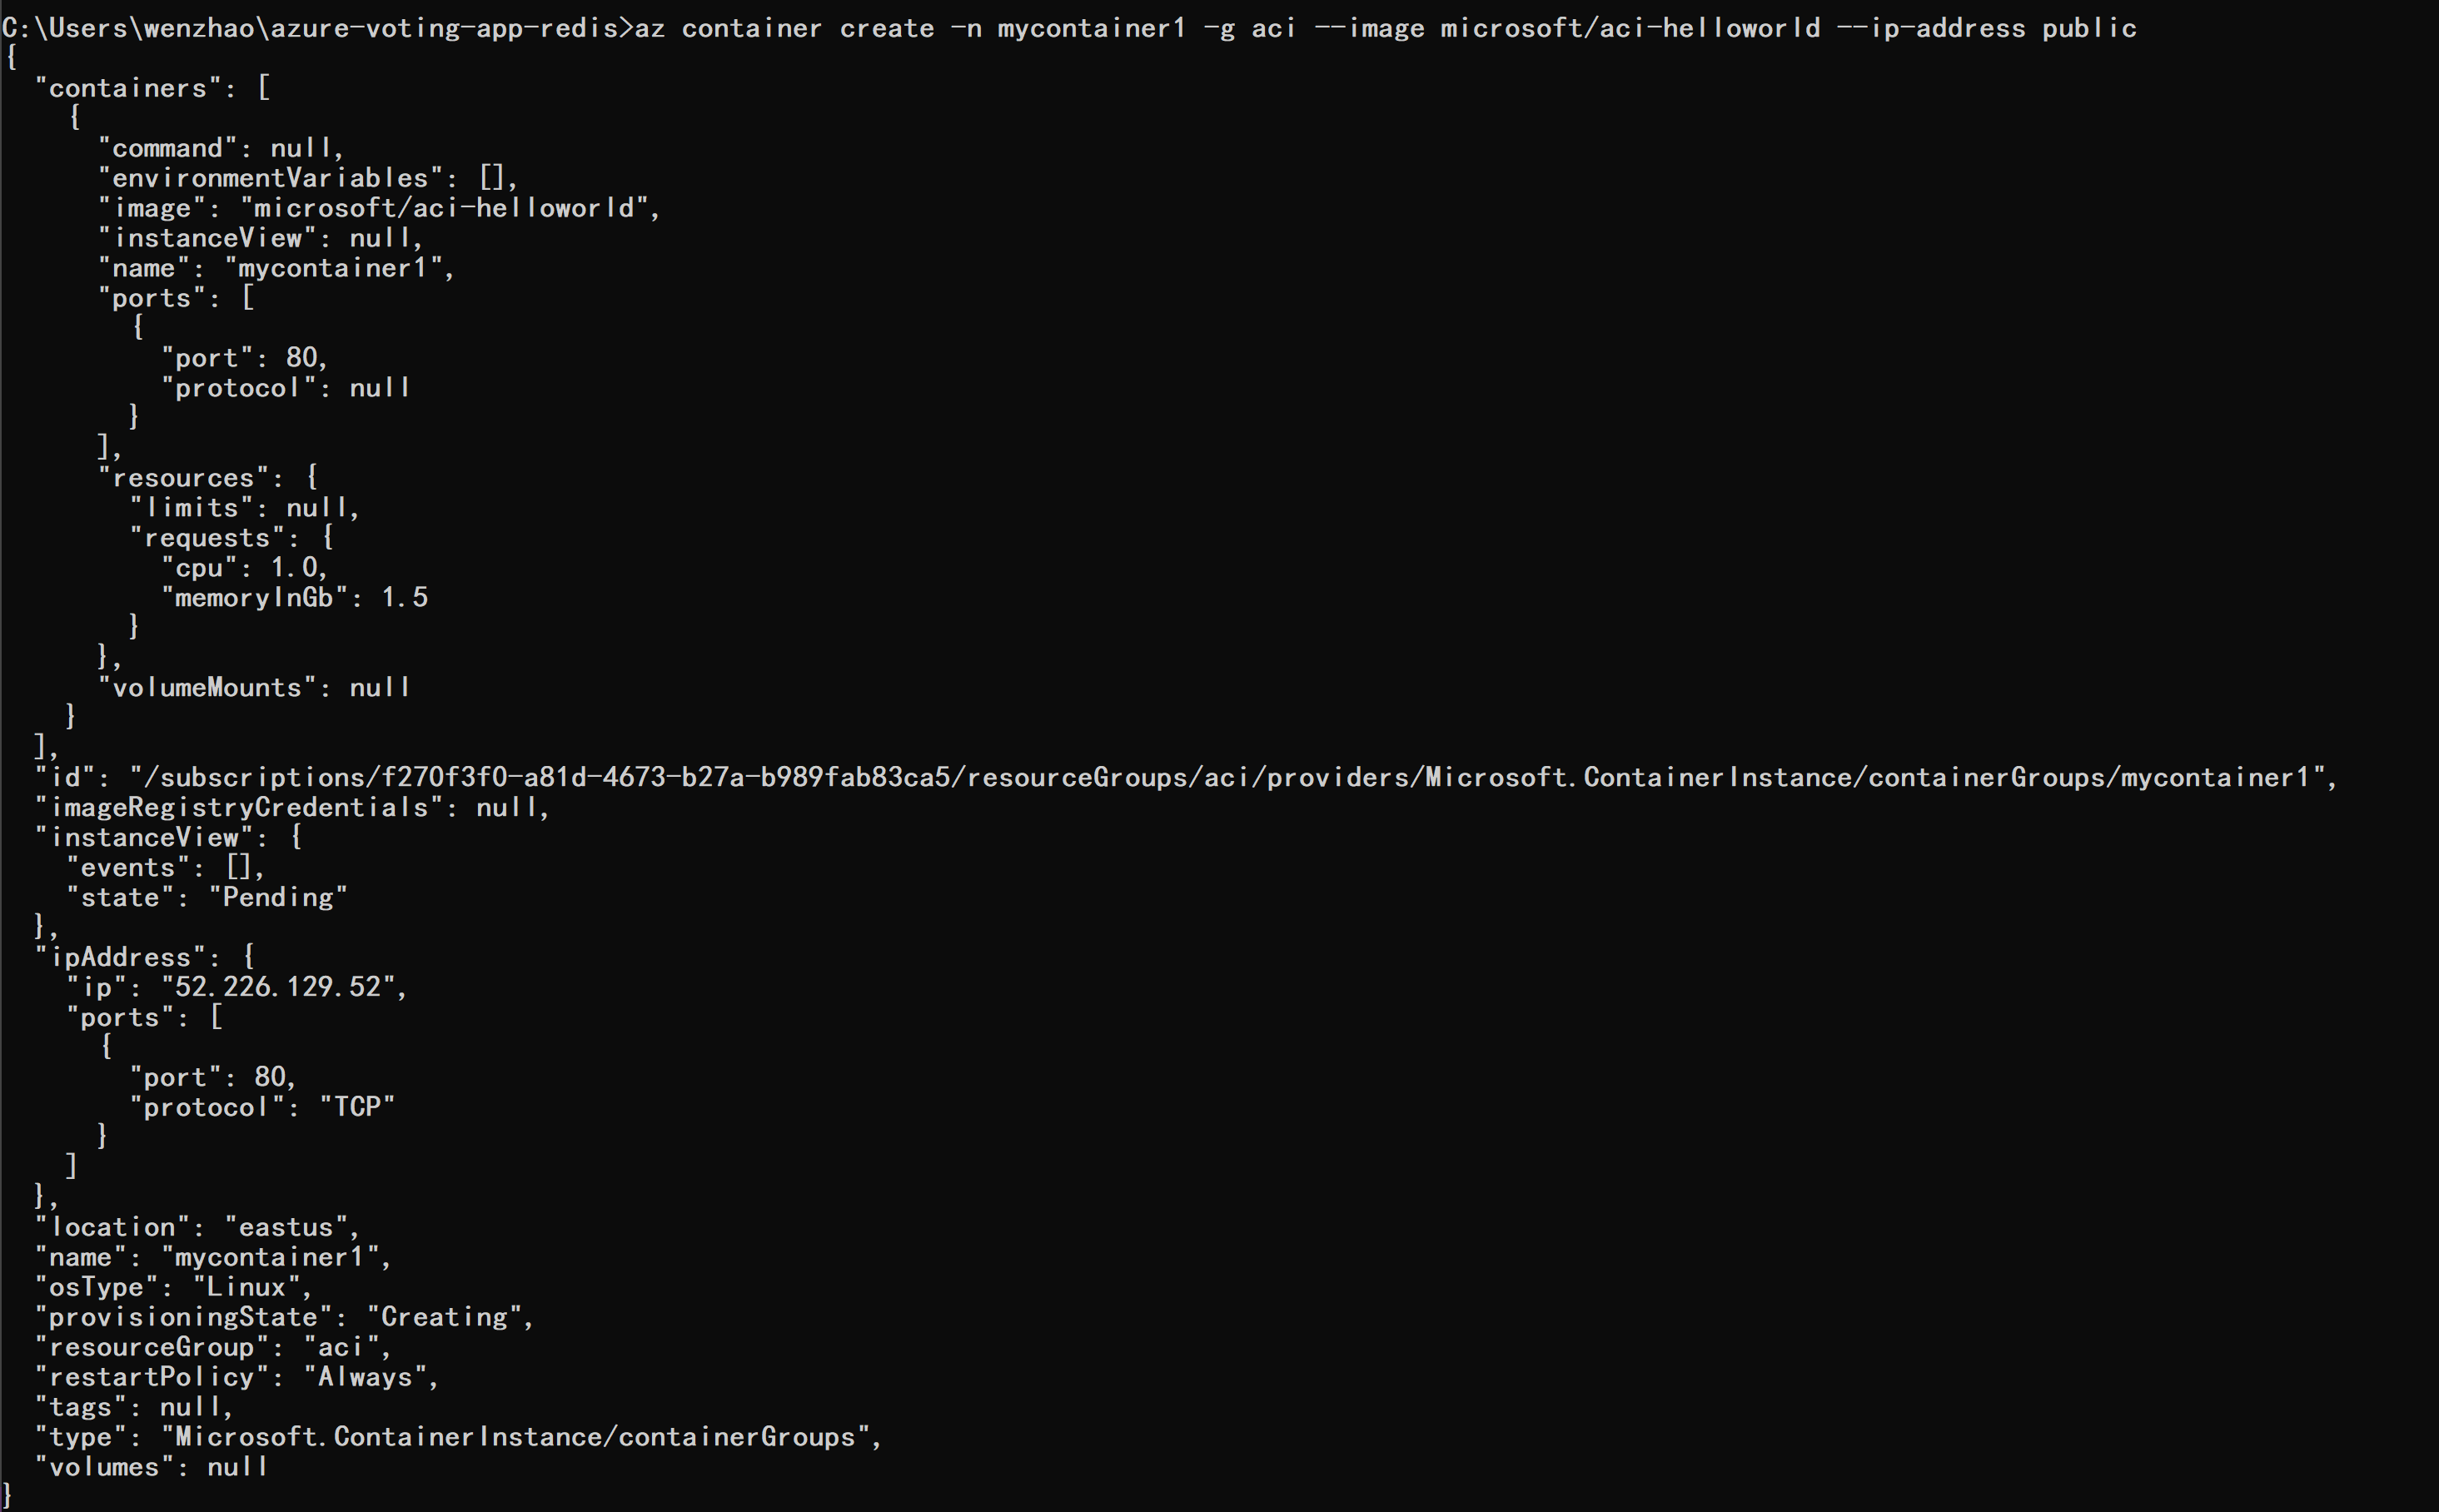 C:\Users\wenzhao\azure-voting-app-redis>az container create -n mycontainer1 -g aci --image microsoft/aci-helloworld --ip-address public
{
  "containers": [
    {
      "command": null,
      "environmentVariables": [],
      "image": "microsoft/aci-helloworld",
      "instanceView": null,
      "name": "mycontainer1",
      "ports": [
        {
          "port": 80,
          "protocol": null
        }
      ],
      "resources": {
        "limits": null,
        "requests": {
          "cpu": 1.0,
          "memoryInGb": 1.5
        }
      },
      "volumeMounts": null
    }
  ],
  "id": "/subscriptions/f270f3f0-a81d-4673-b27a-b989fab83ca5/resourceGroups/aci/providers/Microsoft.ContainerInstance/containerGroups/mycontainer1",
  "imageRegistryCredentials": null,
  "instanceView": {
    "events": [],
    "state": "Pending"
  },
  "ipAddress": {
    "ip": "52.226.129.52",
    "ports": [
      {
        "port": 80,
        "protocol": "TCP"
      }
    ]
  },
  "location": "eastus",
  "name": "mycontainer1",
  "osType": "Linux",
  "provisioningState": "Creating",
  "resourceGroup": "aci",
  "restartPolicy": "Always",
  "tags": null,
  "type": "Microsoft.ContainerInstance/containerGroups",
  "volumes": null
}